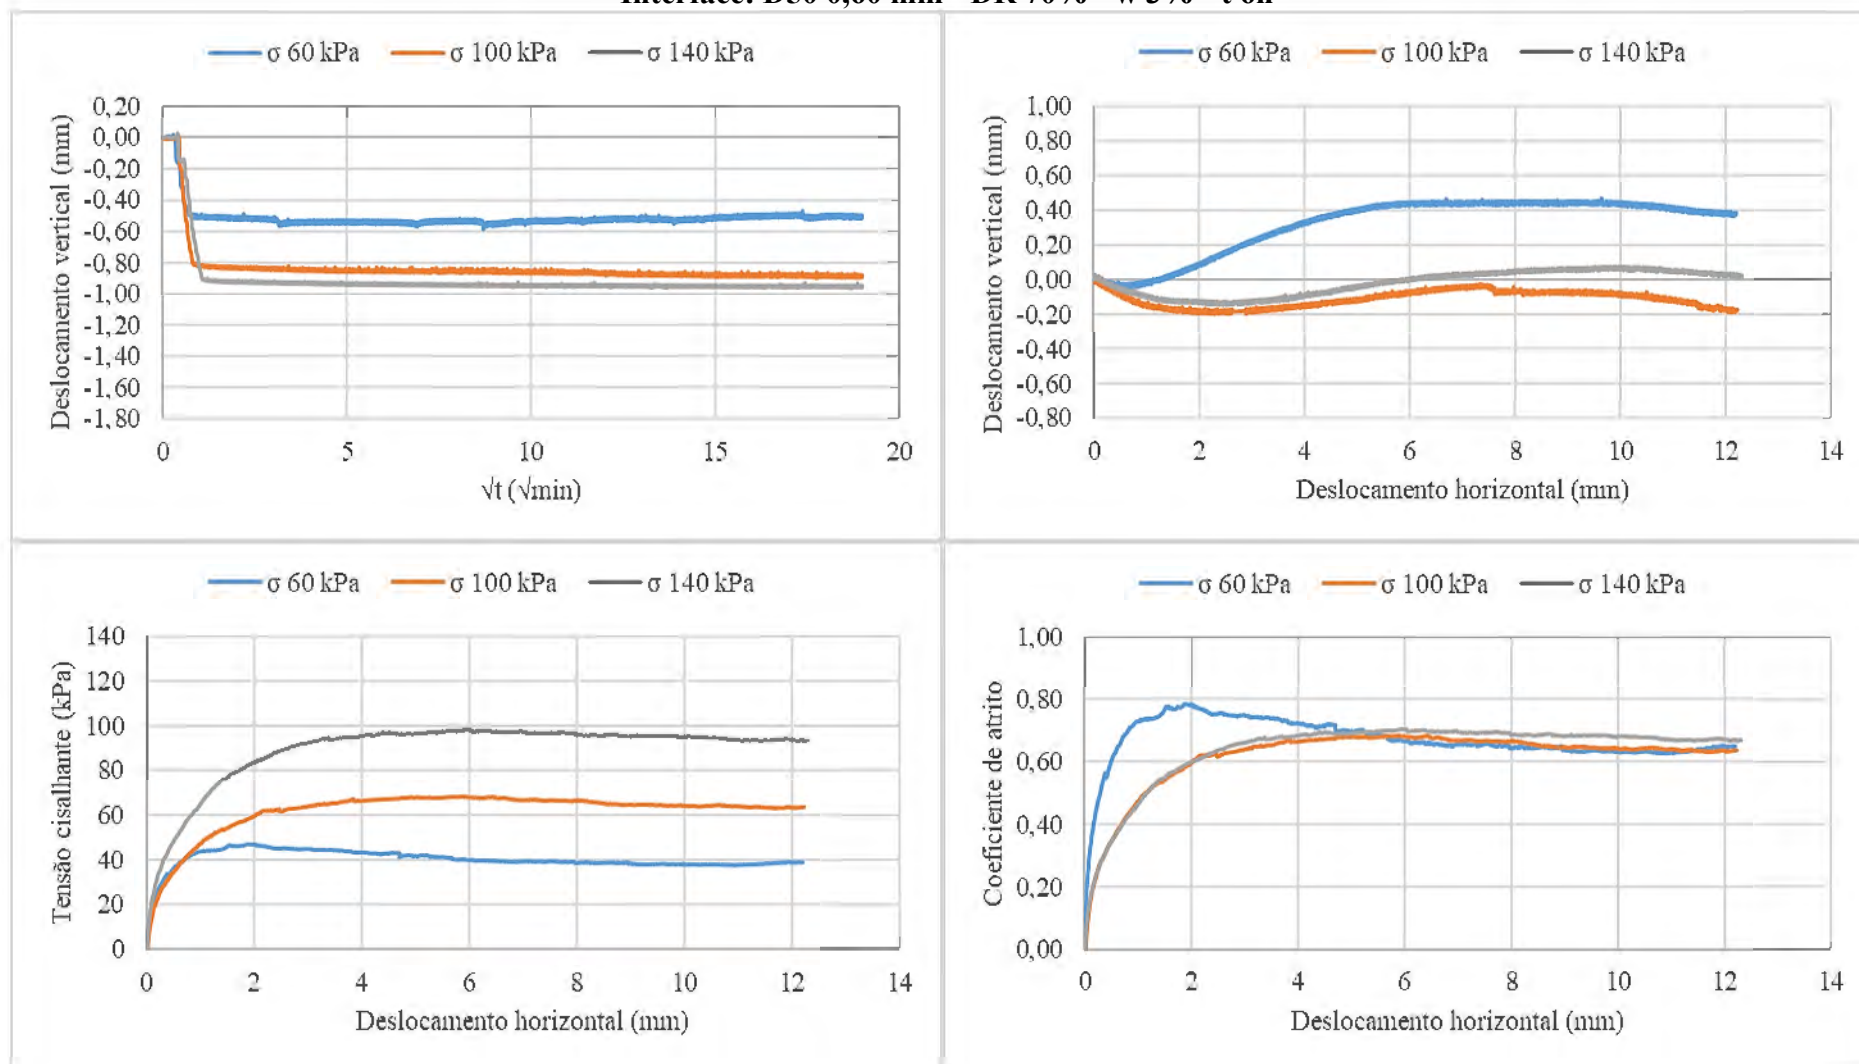 σ 60 kPa σ 100 kPa σ 140 kPa
Deslocamento vertical (mm)
0,20
0,00
-0,20
-0,40
-0,60
-0,80
-1,00
-1,20
-1,40
-1,60
-1,80
0 5 10 15 20
√t (√min)
σ 60 kPa σ 100 kPa σ 140 kPa
Deslocamento vertical (mm)
1,00
0,80
0,60
0,40
0,20
0,00
-0,20
-0,40
-0,60
-0,80
0 2 4 6 8 10 12 14
Deslocamento horizontal (mm)
σ 60 kPa σ 100 kPa σ 140 kPa
Tensão cisalhante (kPa)
140
120
100
80
60
40
20
0
0 2 4 6 8 10 12 14
Deslocamento horizontal (mm)
σ 60 kPa σ 100 kPa σ 140 kPa
Coeficiente de atrito
1,00
0,80
0,60
0,40
0,20
0,00
0 2 4 6 8 10 12 14
Deslocamento horizontal (mm)